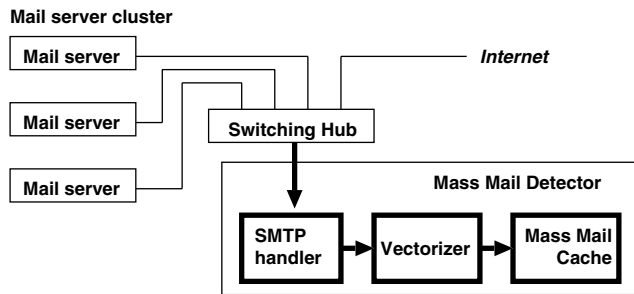 Mail server cluster
Mail server
Internet
Mail server
Switching Hub
Mail server
Mass Mail Detector
SMTP
handler
Vectorizer
Mass Mail
Cache